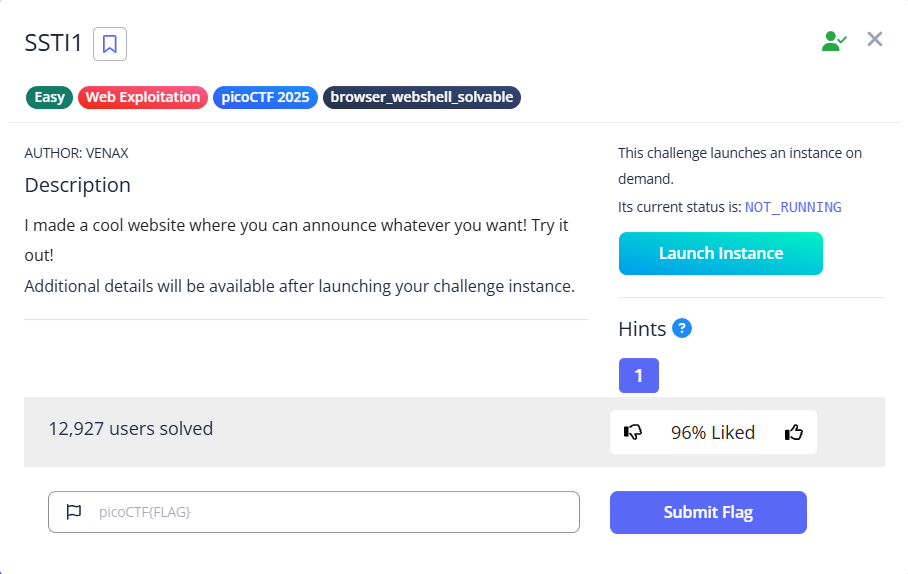 SSTI1
Easy Web Exploitation picoCTF 2025 browser_webshell_solvable
AUTHOR: VENAX
Description
I made a cool website where you can announce whatever you want! Try it
out!
Additional details will be available after launching your challenge instance.
This challenge launches an instance on
demand.
Its current status is: NOT_RUNNING
Launch Instance
Hints ?
1
12,927 users solved
96% Liked
picoCTF{FLAG}
Submit Flag